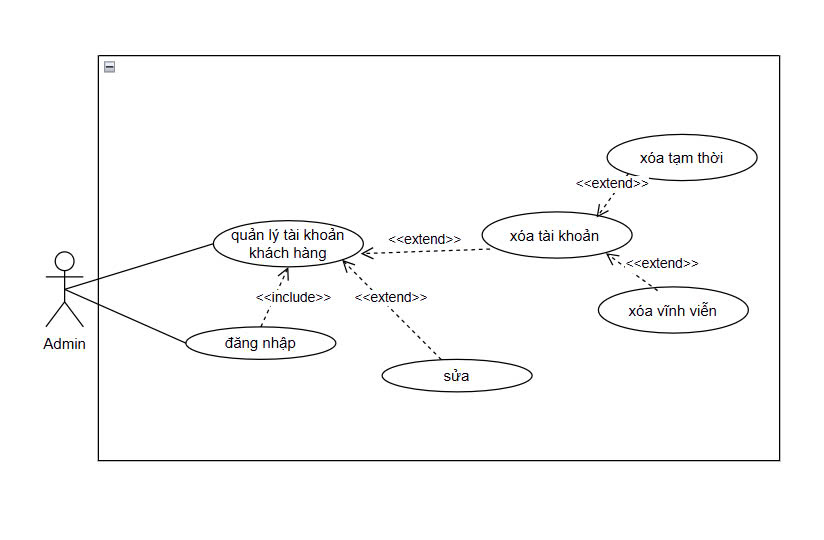 xóa tạm thời
<<extend>>
quản lý tài khoản
khách hàng
<<extend>>
xóa tài khoản
<<extend>>
<<include>>
<<extend>>
xóa vĩnh viễn
Admin
đăng nhập
sửa